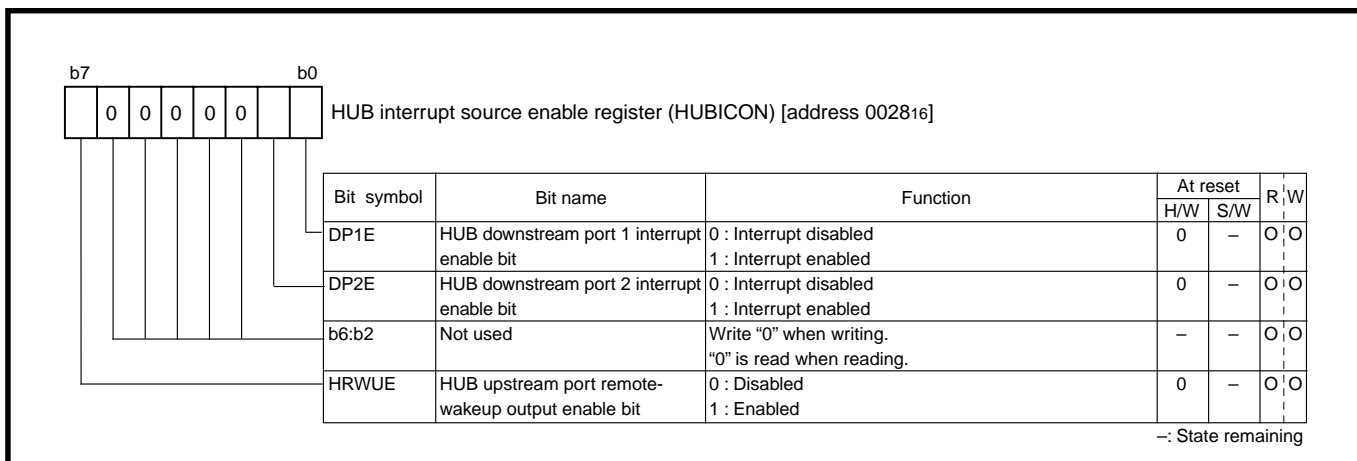 b7 b0
0 0 0 0 0
HUB interrupt source enable register (HUBICON) [address 002816]
Bit symbol Bit name Function At reset R W
H/W S/W
DP1E HUB downstream port 1 interrupt 0 : Interrupt disabled 0 – O O
enable bit 1 : Interrupt enabled
DP2E HUB downstream port 2 interrupt 0 : Interrupt disabled 0 – O O
enable bit 1 : Interrupt enabled
b6:b2 Not used Write “0” when writing. – – O O
“0” is read when reading.
HRWUE HUB upstream port remote- 0 : Disabled 0 – O O
wakeup output enable bit 1 : Enabled
–: State remaining